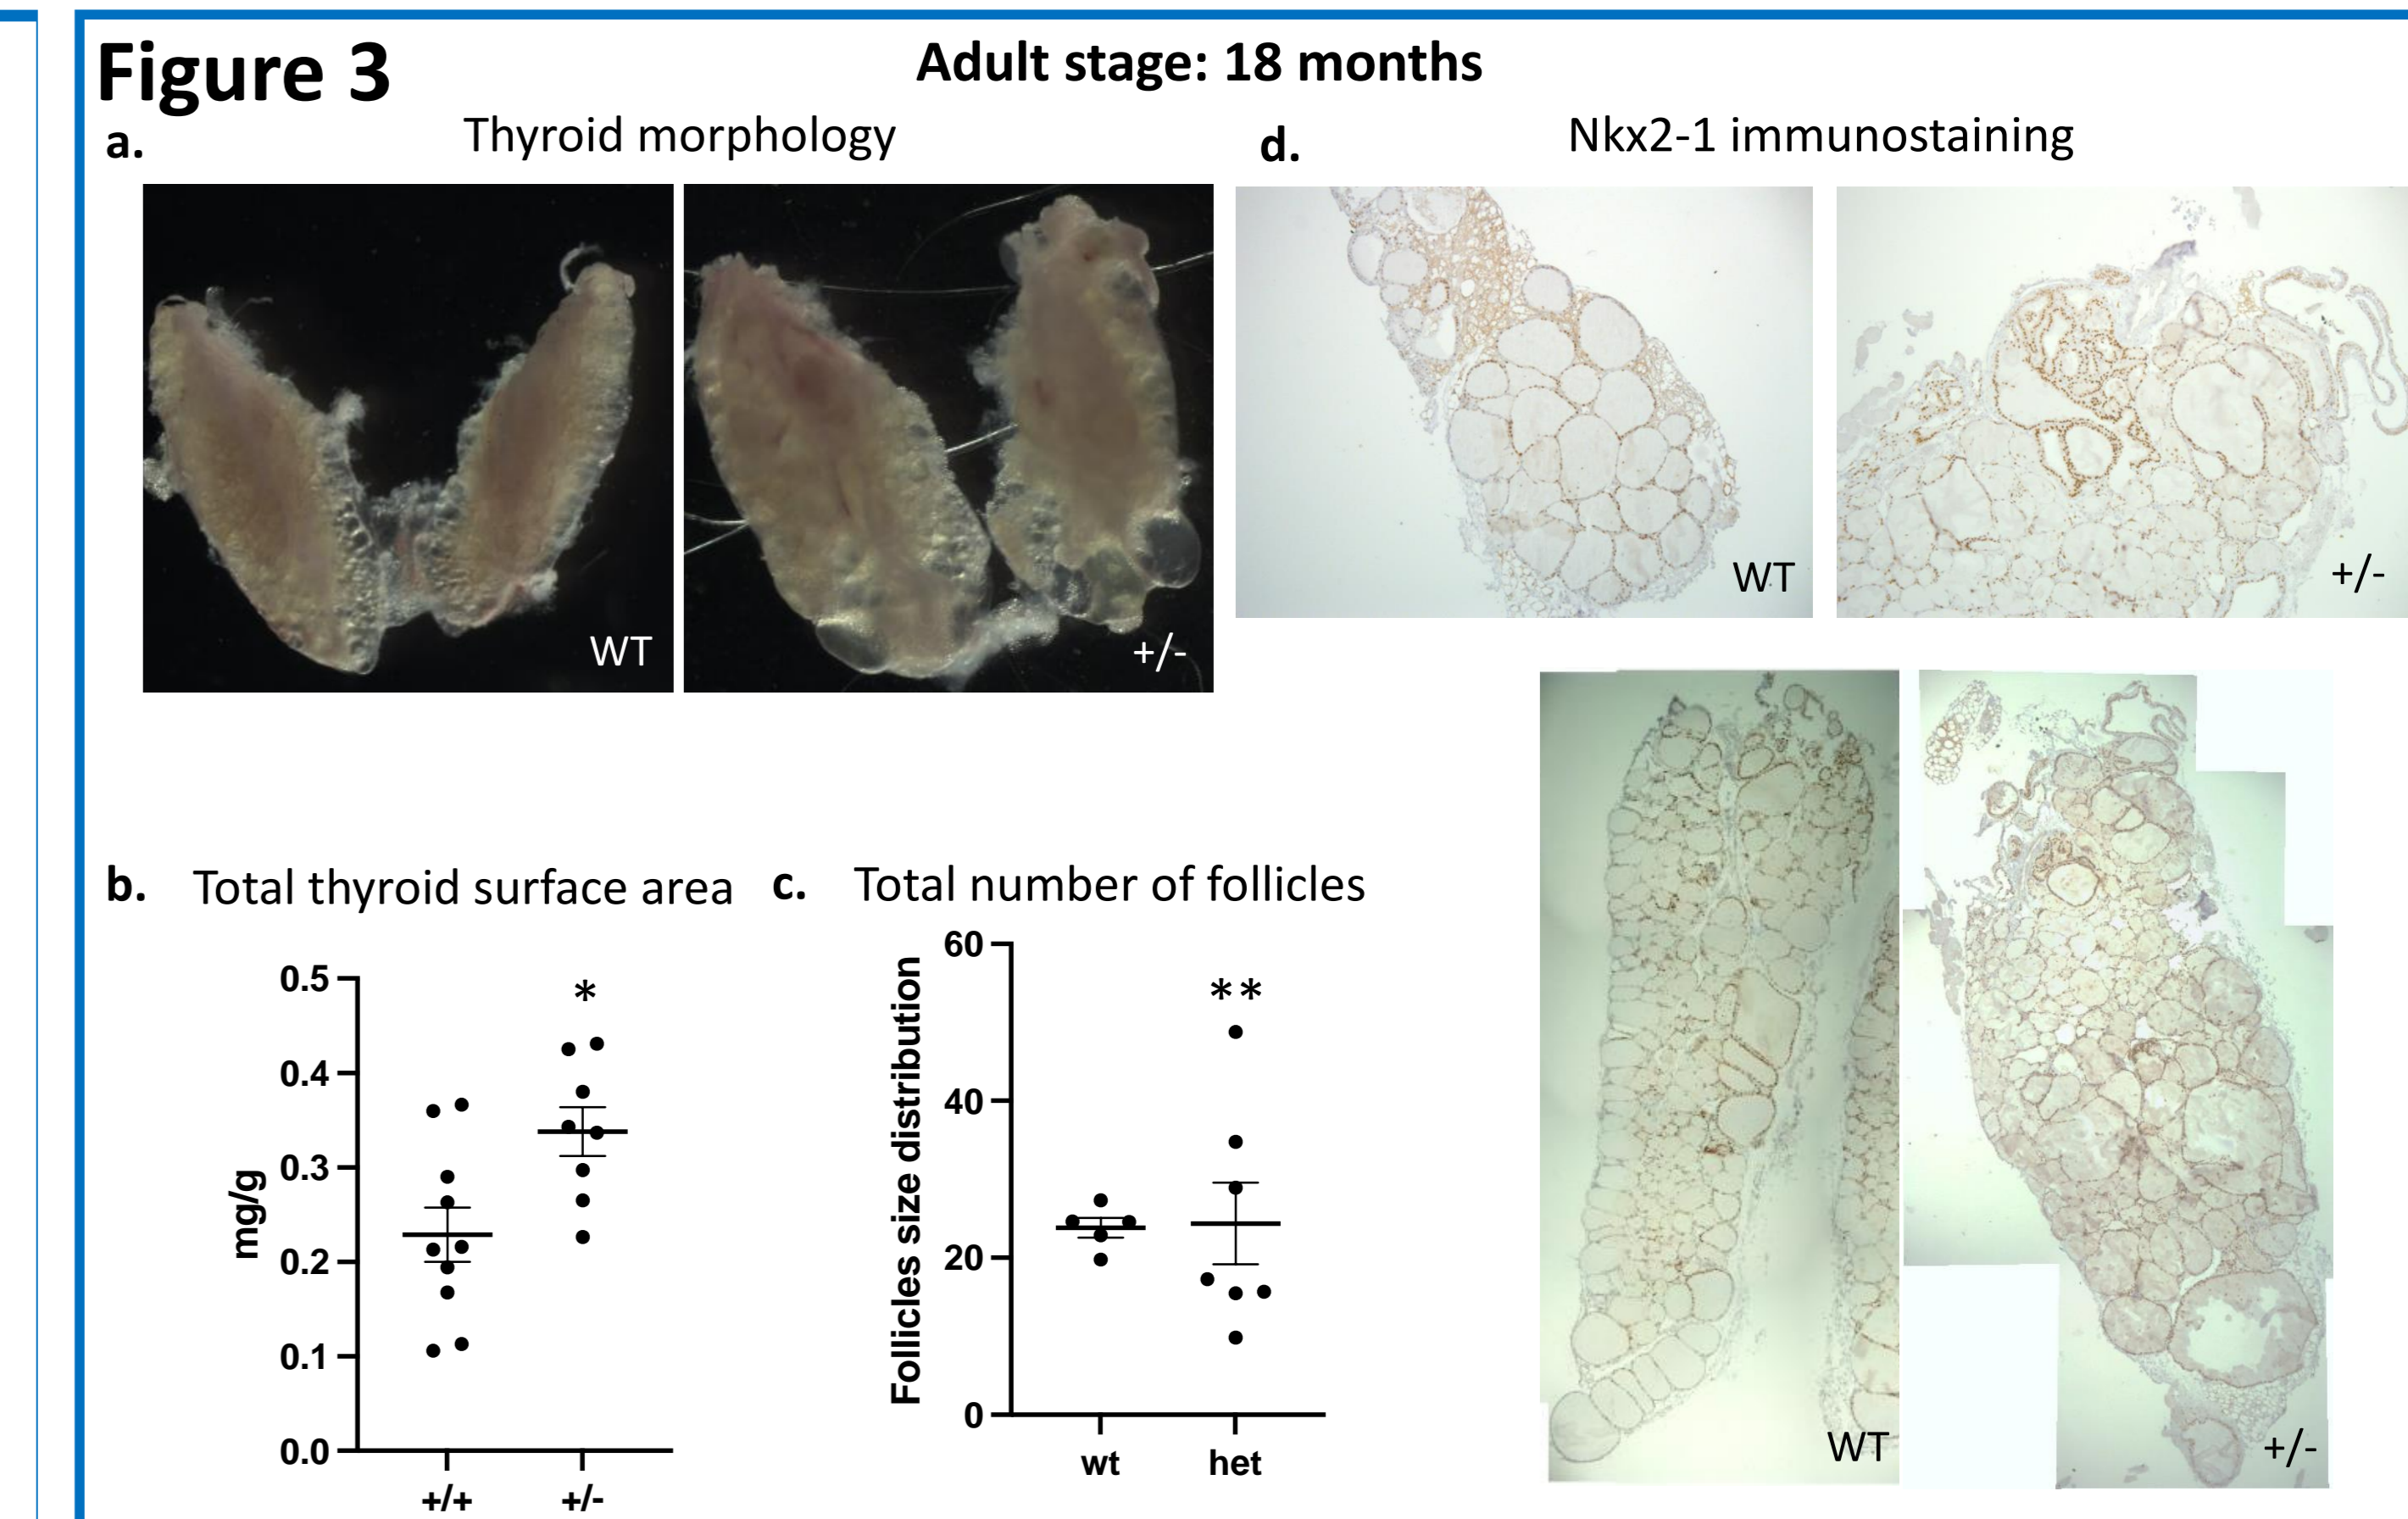 Figure 3
Adult stage: 18 months
a.
Thyroid morphology
WT
+/-
d.
Nkx2-1 immunostaining
WT
+/-
WT
+/-
b.
Total thyroid surface area
mg/g
0.5
0.4
0.3
0.2
0.1
0.0
*
+/+
+/-
c.
Total number of follicles
Follicles size distribution
60
40
20
0
**
wt
het